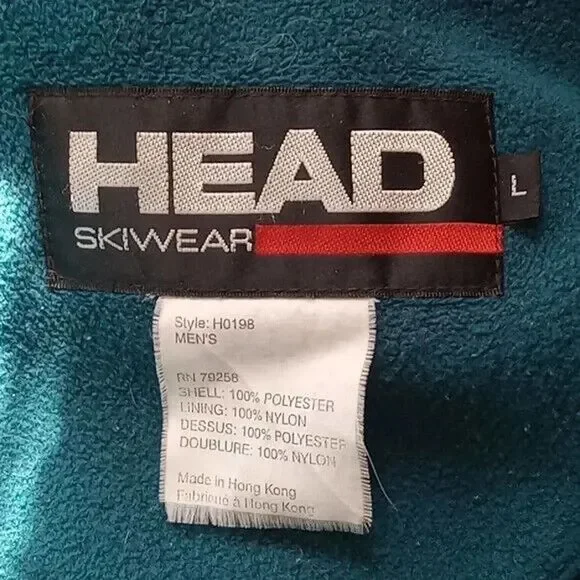 HEAD
SKIWEAR
L
Style: H0198
MEN'S
RN 79258
SHELL: 100% POLYESTER
LINING: 100% NYLON
DESSUS: 100% POLYESTER
DOUBLURE: 100% NYLON
Made in Hong Kong
Fabriqué à Hong Kong